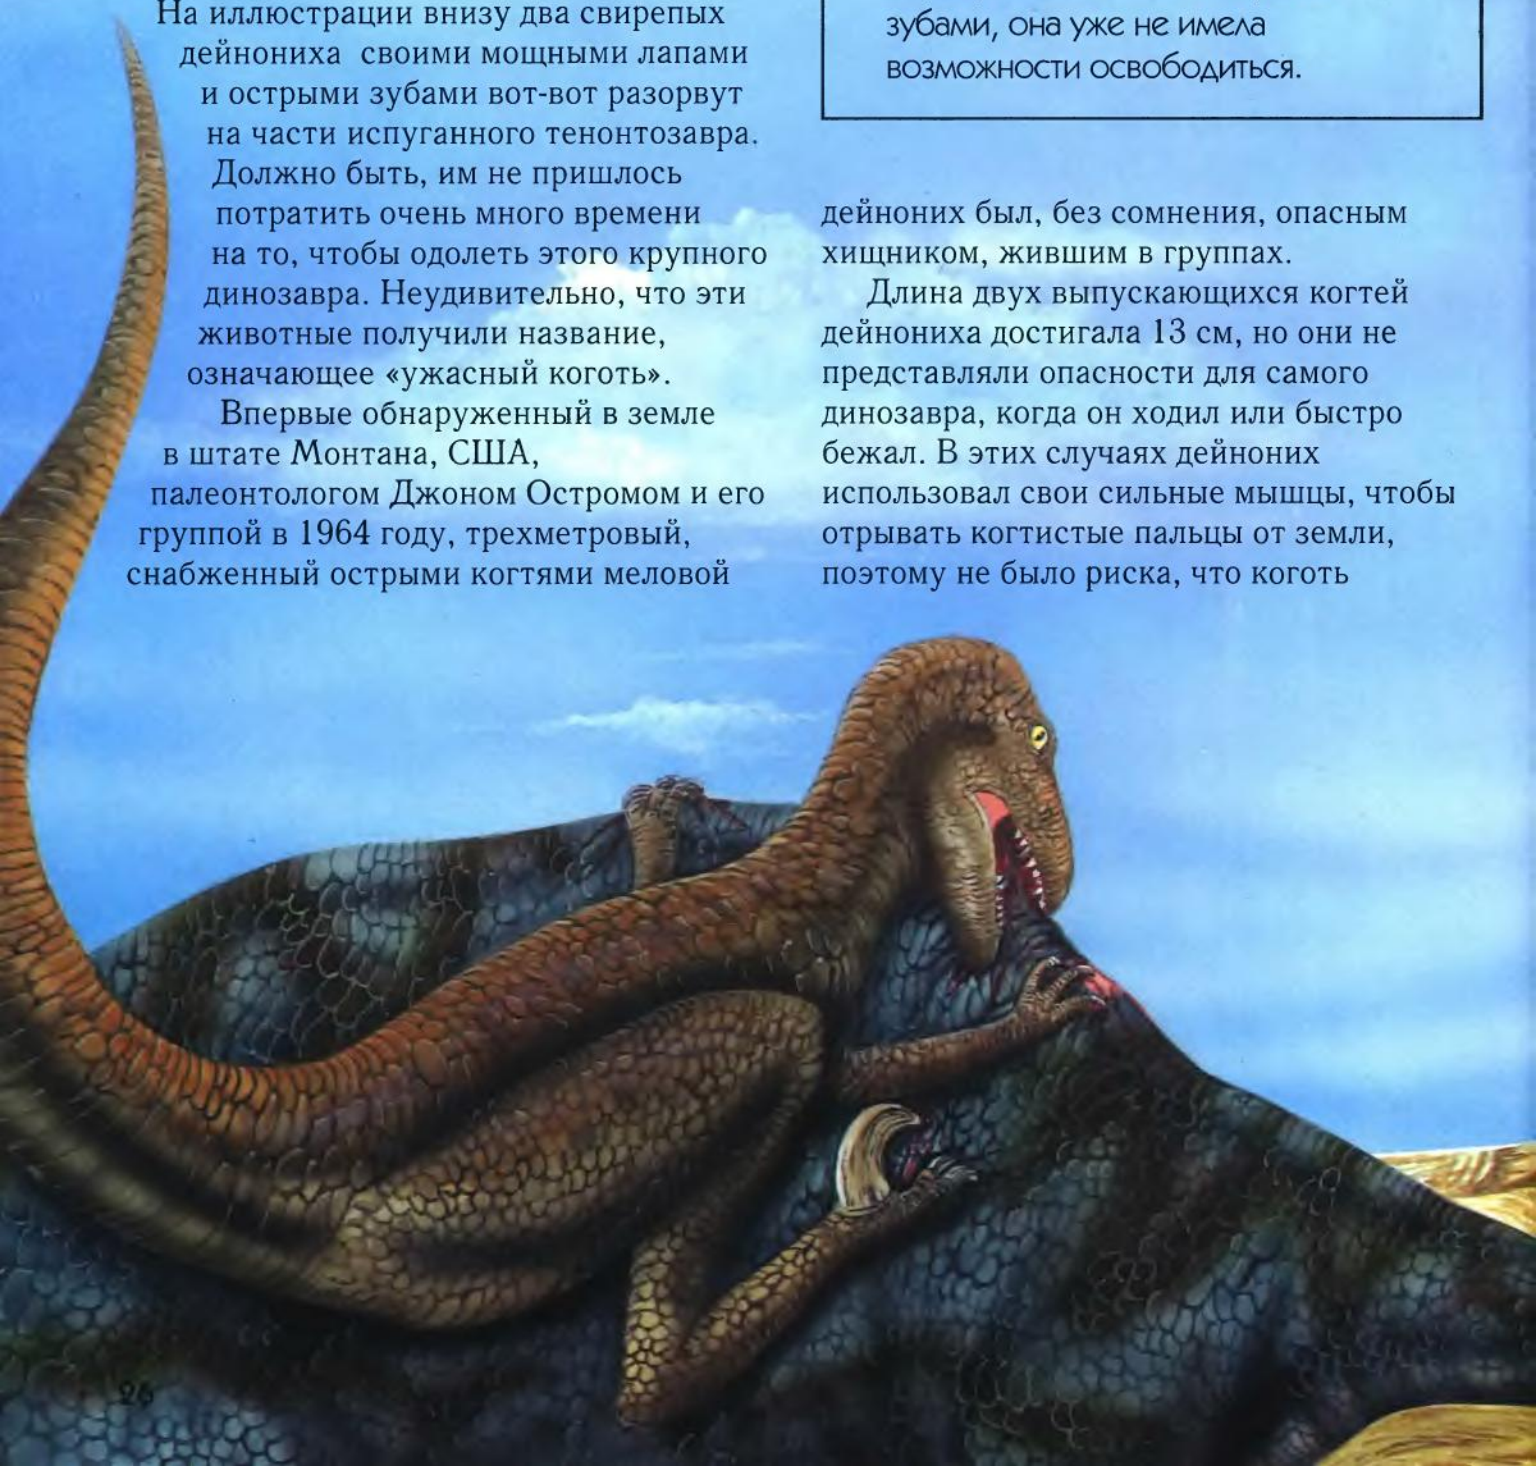 На иллюстрации внизу два свирепых
дейнониха своими мощными лапами
и острыми зубами вот-вот разорвут
на части испуганного тенонтозавра.
Должно быть, им не пришлось
потратить очень много времени
на то, чтобы одолеть этого крупного
динозавра. Неудивительно, что эти
животные получили название,
означающее «ужасный коготь».
Впервые обнаруженный в земле
в штате Монтана, США,
палеонтологом Джоном Остромом и его
группой в 1964 году, трехметровый,
снабженный острыми когтями меловой
зубами, она уже не имела
возможности освободиться.
дейноних был, без сомнения, опасным
хищником, жившим в группах.
Длина двух выпускающихся когтей
дейнониха достигала 13 см, но они не
представляли опасности для самого
динозавра, когда он ходил или быстро
бежал. В этих случаях дейноних
использовал свои сильные мышцы, чтобы
отрывать когтистые пальцы от земли,
поэтому не было риска, что коготь